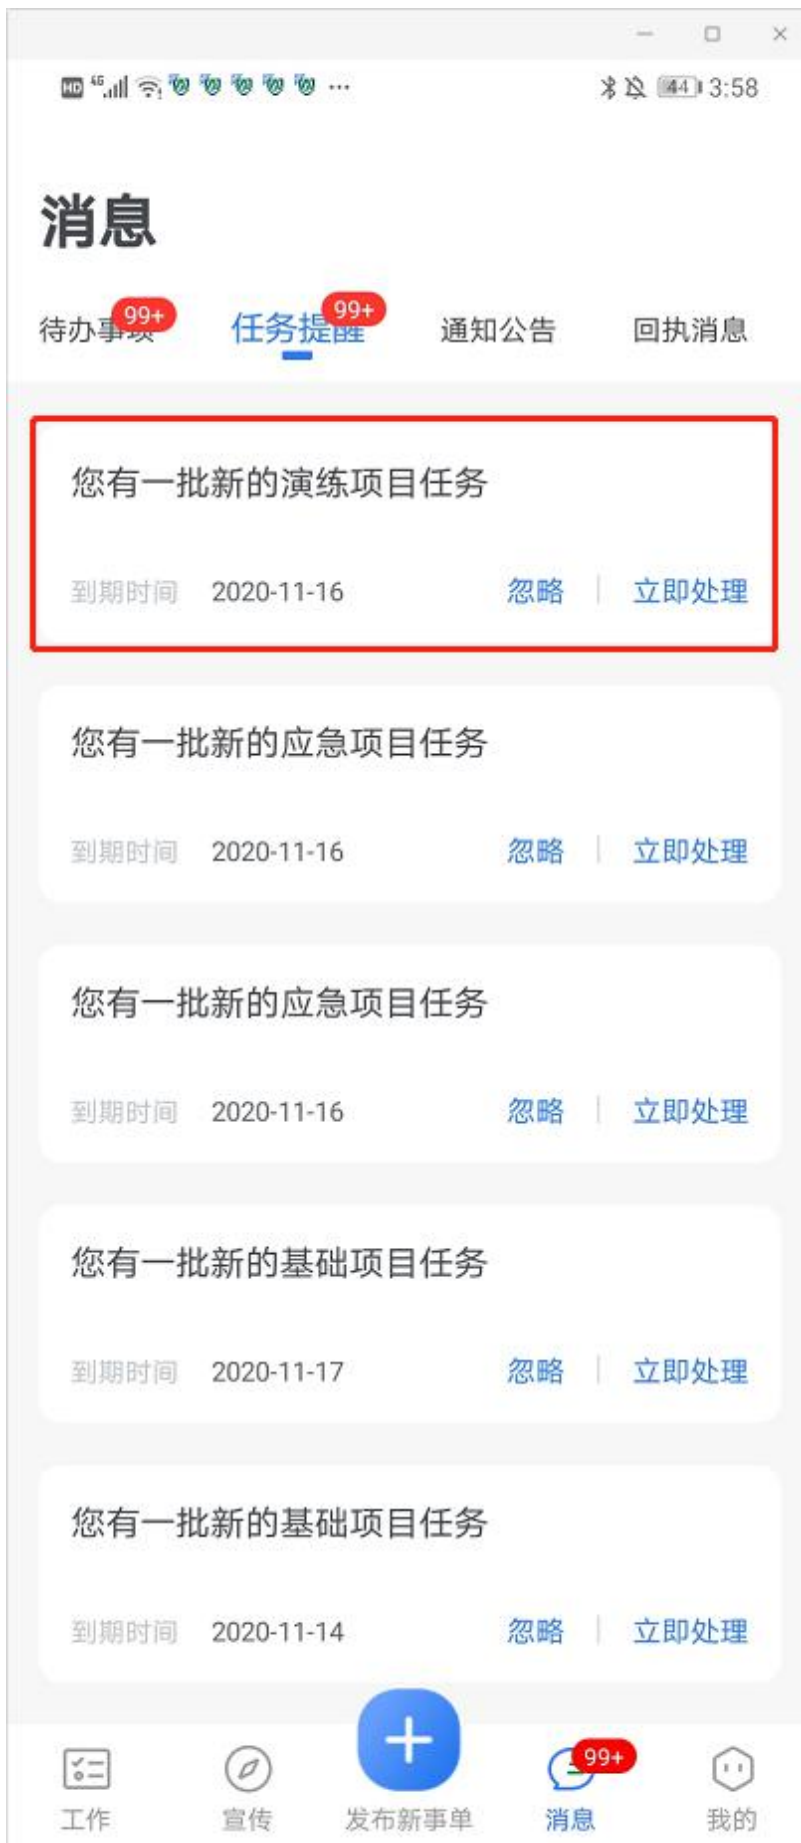 HD 4G 44 3:58
消息
待办事项 99+ 任务提醒 99+ 通知公告 回执消息
您有一批新的演练项目任务
到期时间 2020-11-16 忽略 立即处理
您有一批新的应急项目任务
到期时间 2020-11-16 忽略 立即处理
您有一批新的应急项目任务
到期时间 2020-11-16 忽略 立即处理
您有一批新的基础项目任务
到期时间 2020-11-17 忽略 立即处理
您有一批新的基础项目任务
到期时间 2020-11-14 忽略 立即处理
99+
工作 宣传 发布新事单 消息 我的